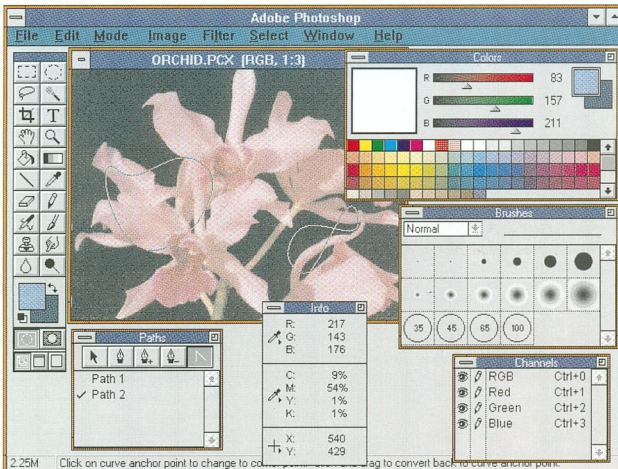 Adobe Photoshop
File Edit Mode Image Filter Select Window Help
ORCHID.PCX (RGB, 1:3)
Colors
R 83
G 157
B 211
T
Brushes
Normal
35 45 65 100
Info
R: 217
G: 143
B: 176
C: 9%
M: 54%
Y: 1%
K: 1%
X: 540
Y: 429
Paths
Path 1
Path 2
Channels
RGB Ctrl+0
Red Ctrl+1
Green Ctrl+2
Blue Ctrl+3
2.25M Click on curve anchor point to change to drag to convert back to curve anchor point.